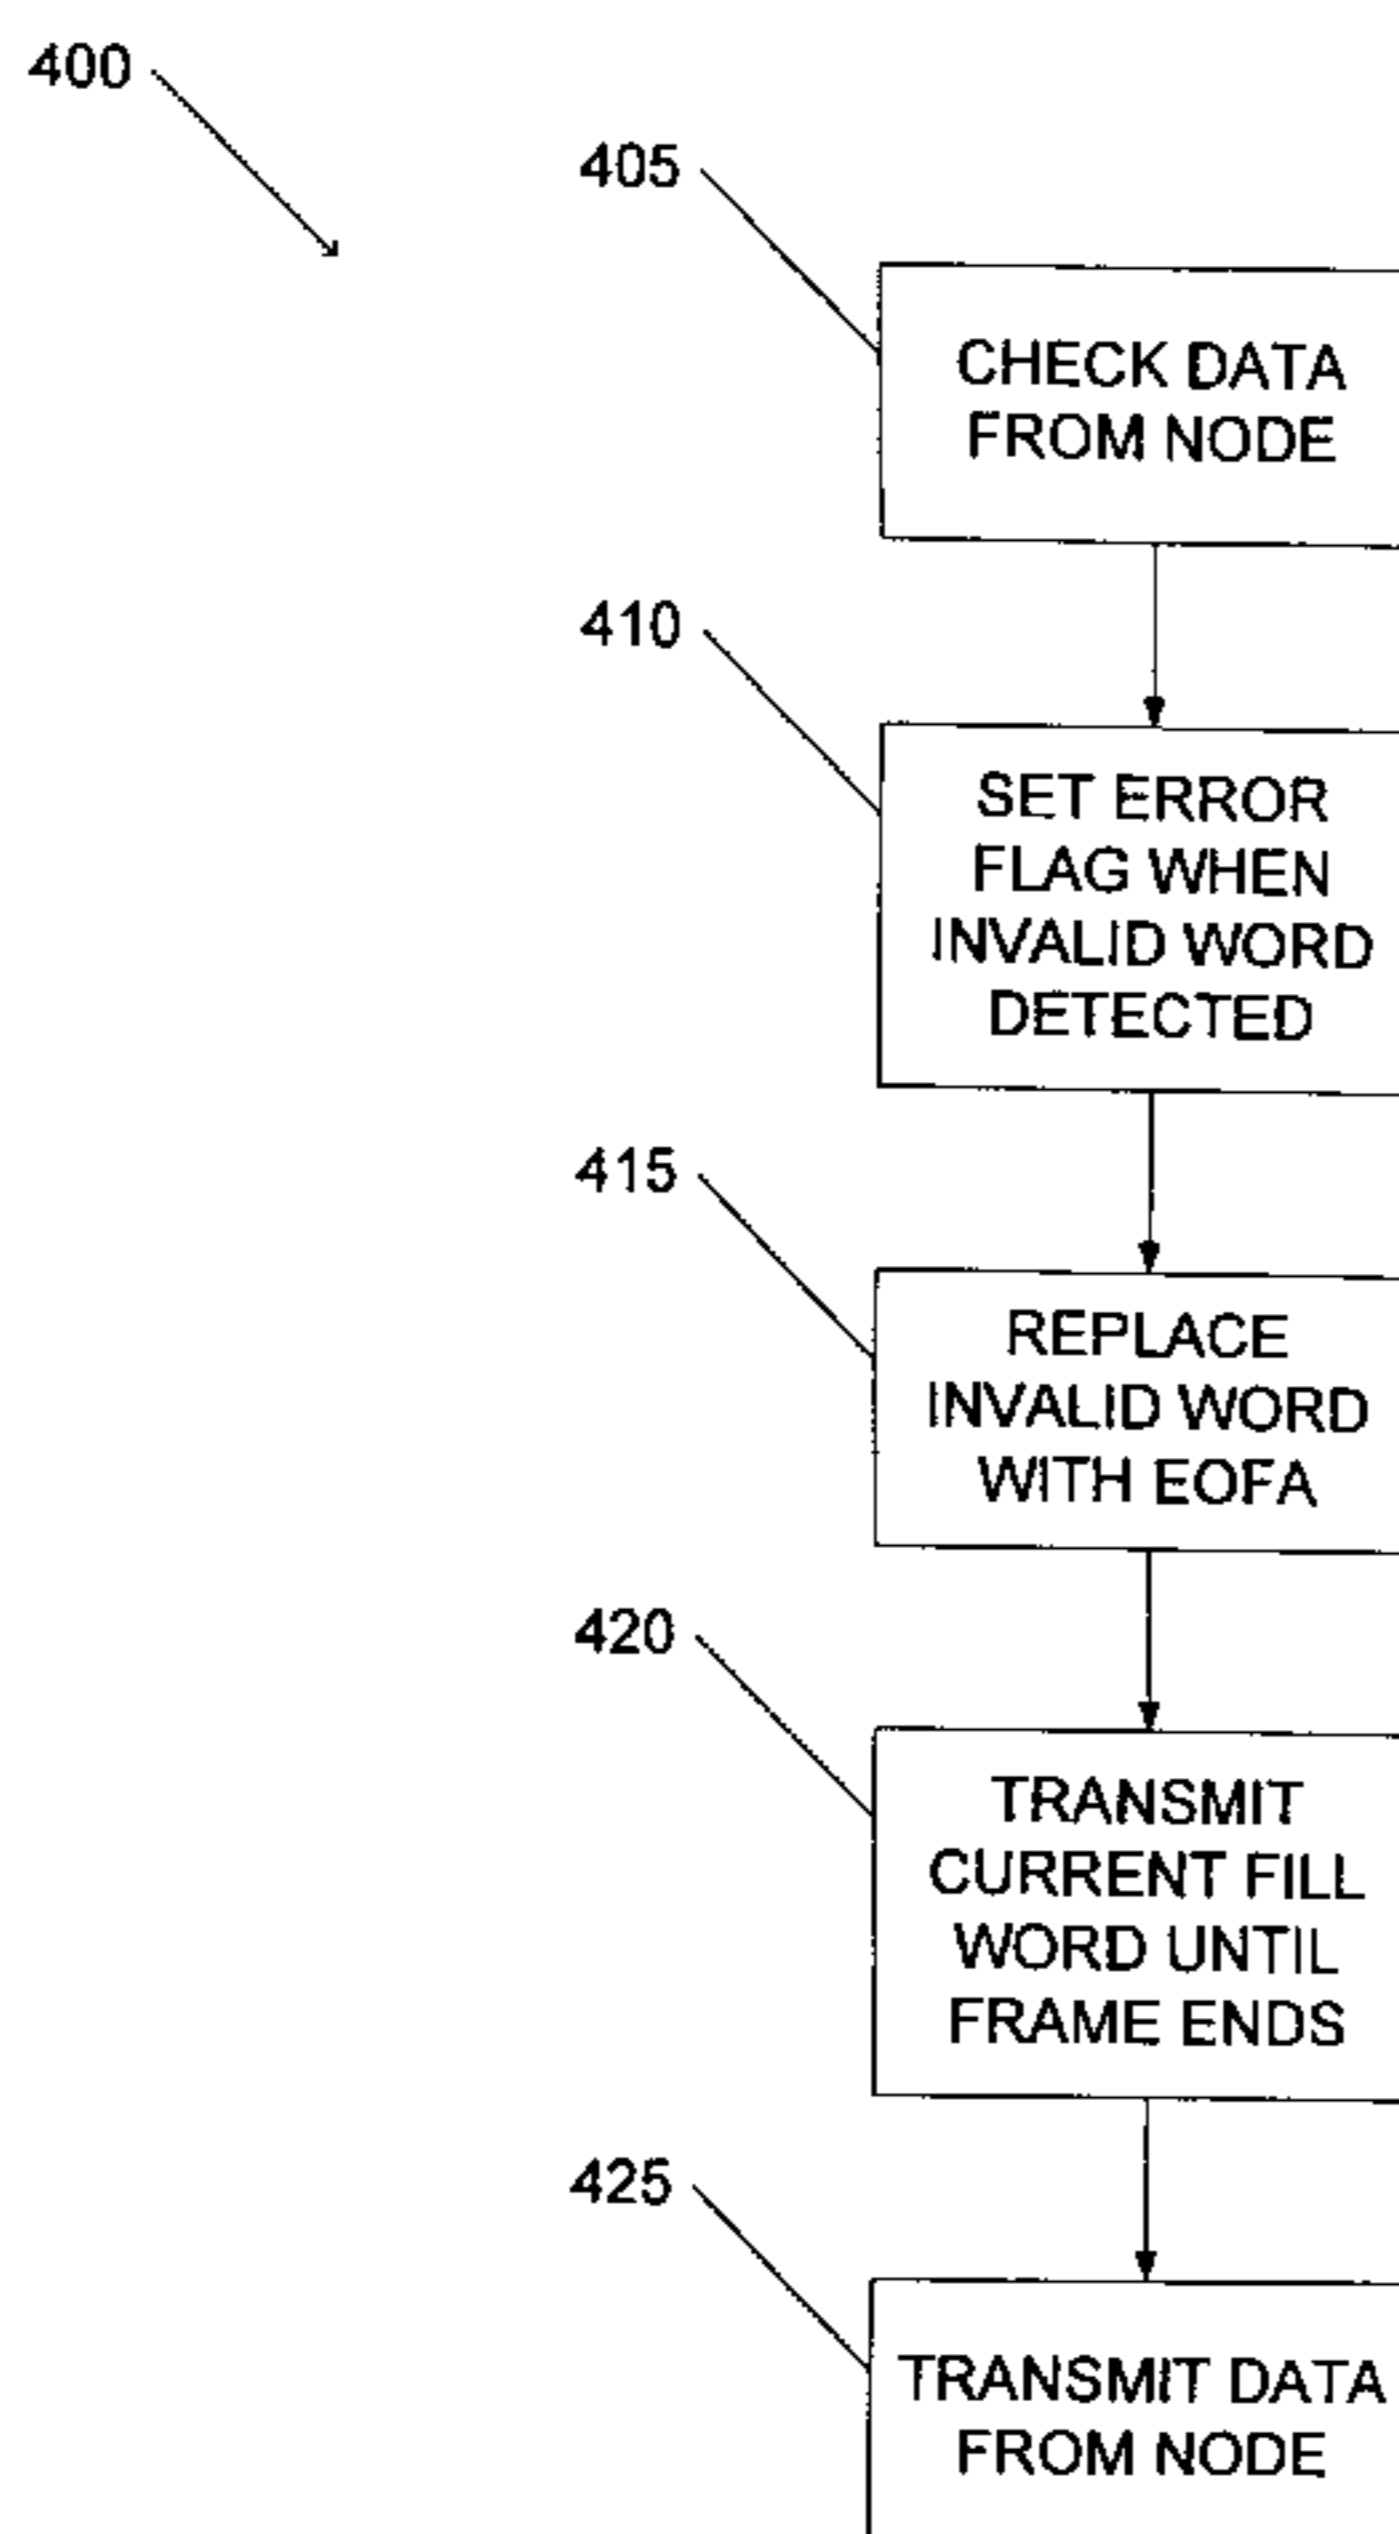 400
405
CHECK DATA
FROM NODE
410
SET ERROR
FLAG WHEN
INVALID WORD
DETECTED
415
REPLACE
INVALID WORD
WITH EOFA
420
TRANSMIT
CURRENT FILL
WORD UNTIL
FRAME ENDS
425
TRANSMIT DATA
FROM NODE